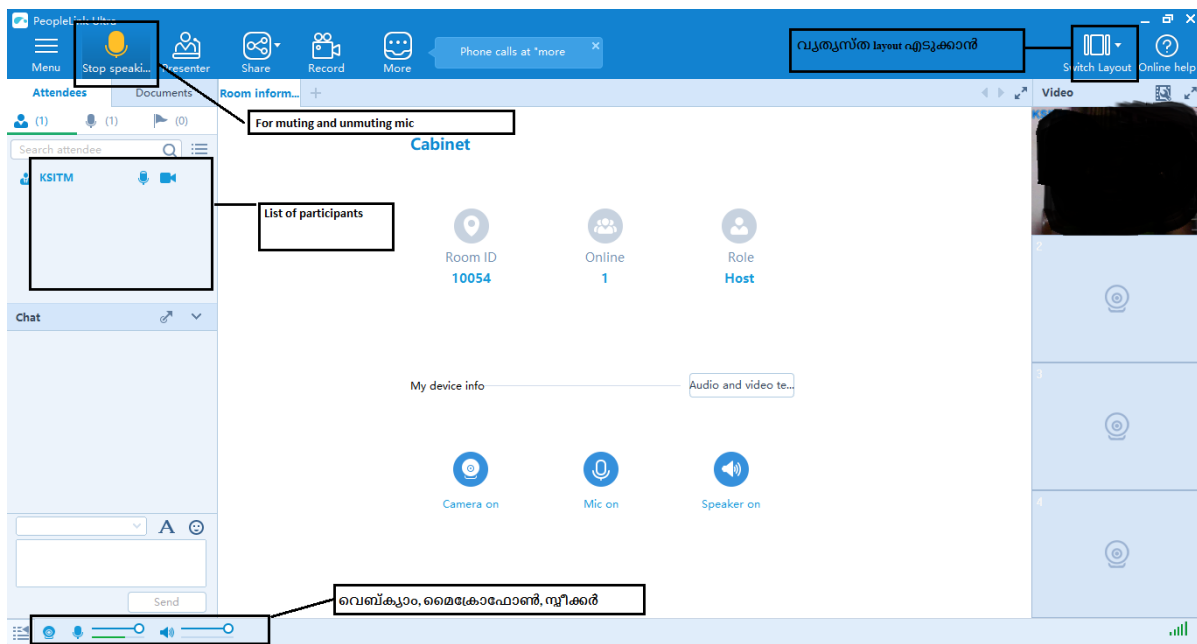 PeopleLink Ultra
Menu
Stop speaki...
Presenter
Share
Record
More
Phone calls at "more
വ്യത്യസ്ത layout എടുക്കാൻ
Switch Layout
Online help
Attendees
Documents
Room inform...
Video
(1)
(1)
(0)
For muting and unmuting mic
Search attendee
Cabinet
KSITM
List of participants
Room ID
Online
Role
10054
1
Host
2
Chat
My device info
Audio and video te...
3
Camera on
Mic on
Speaker on
4
A
Send
വെബ്ക്യാം, മൈക്രോഫോൺ, സ്പീക്കർ